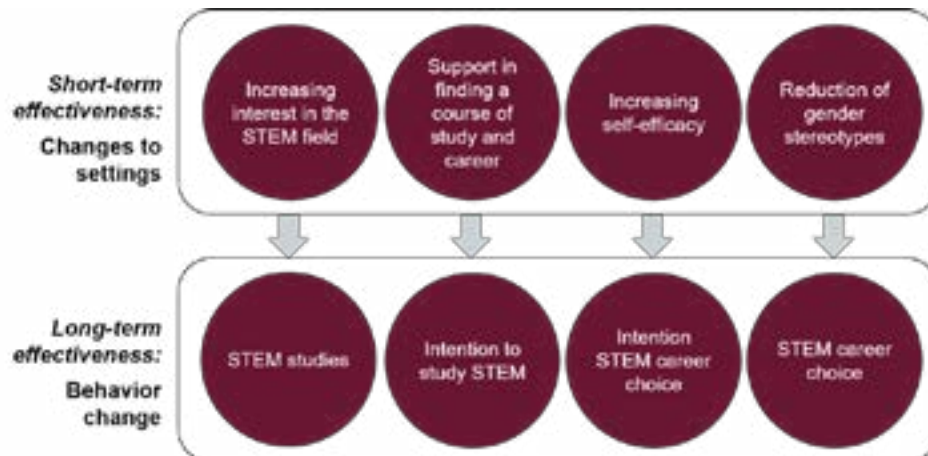 Short-term
effectiveness:
Changes to
settings
Increasing
interest in the
STEM field
Support in
finding a
course of
study and
career
Increasing
self-efficacy
Reduction of
gender
stereotypes
Long-term
effectiveness:
Behavior
change
STEM studies
Intention to
study STEM
Intention
STEM career
choice
STEM career
choice